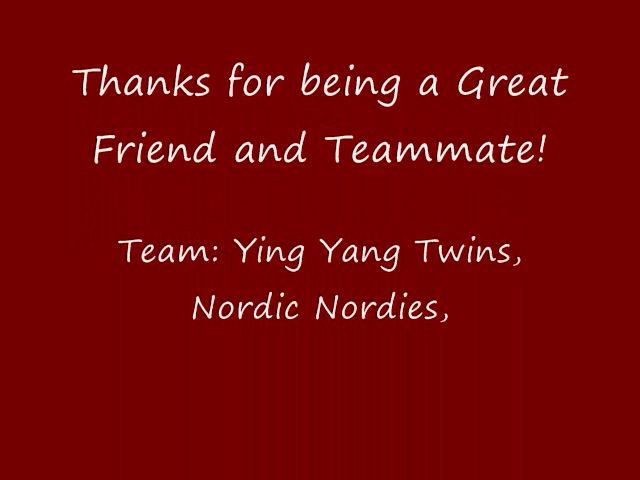 Thanks for being a Great
Friend and Teammate!
Team: Ying Yang Twins,
Nordic Nordies,